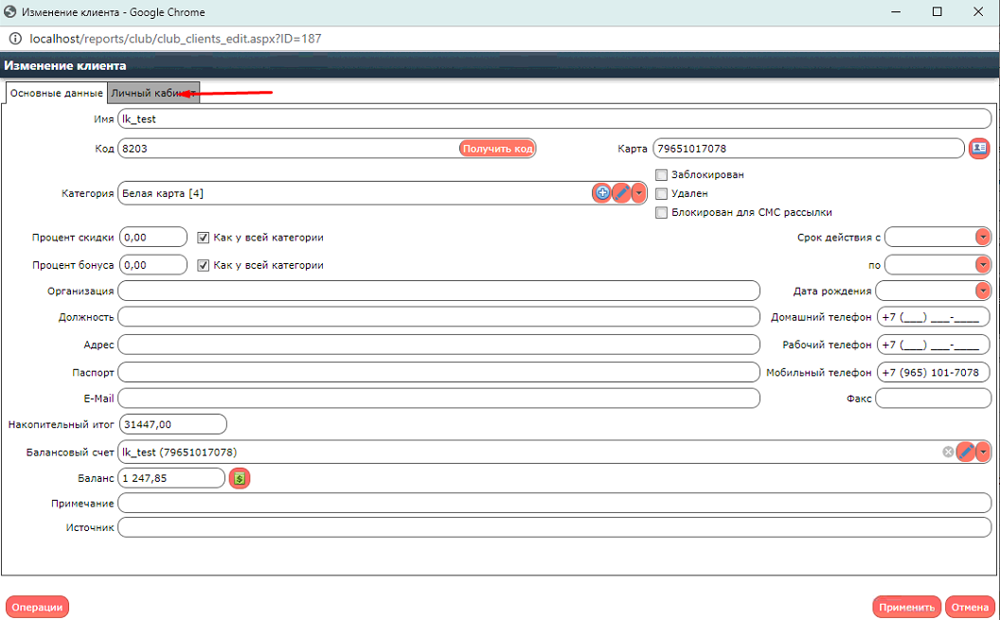 Изменение клиента - Google Chrome
localhost/reports/club/club_clients_edit.aspx?ID=187
Изменение клиента
Основные данные Личный кабинет
Имя lk_test
Код 8203 Получить код Карта 79651017078
Заблокирован
Категория Белая карта [4] Удален
Блокирован для СМС рассылки
Процент скидки 0,00 Как у всей категории Срок действия с
Процент бонуса 0,00 Как у всей категории по
Организация Дата рождения
Должность Домашний телефон +7 (___) ___-____
Адрес Рабочий телефон +7 (___) ___-____
Паспорт Мобильный телефон +7 (965) 101-7078
E-Mail Факс
Накопительный итог 31447,00
Балансовый счет lk_test (79651017078)
Баланс 1 247,85
Примечание
Источник
Операции Применить Отмена